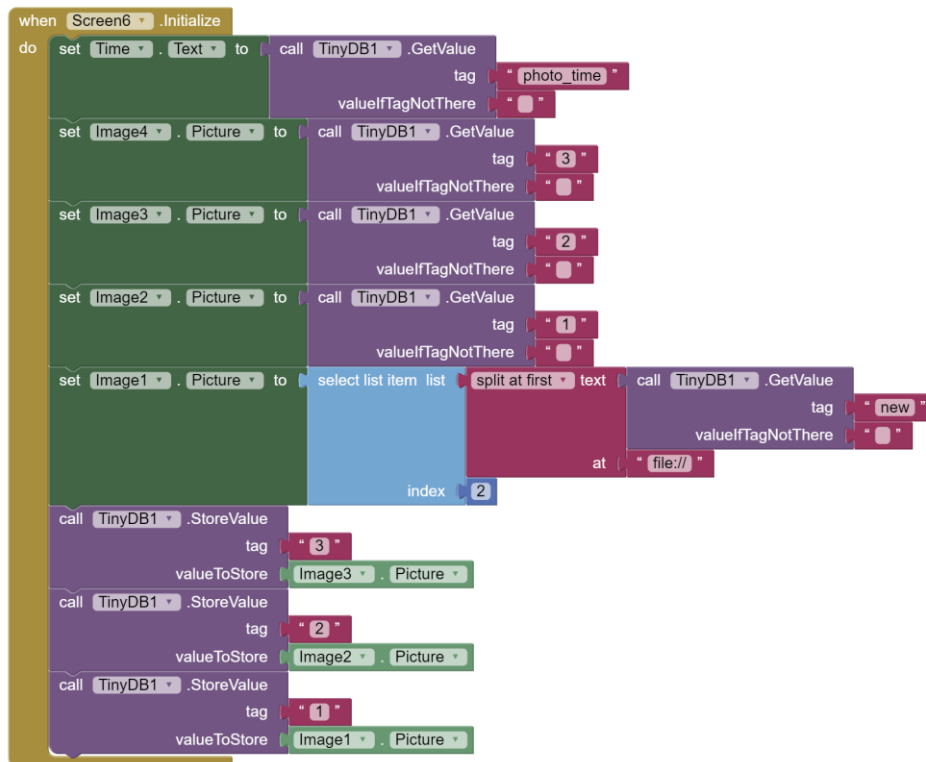 when Screen6 .Initialize
do set Time . Text to call TinyDB1 .GetValue
tag " photo_time "
valueIfTagNotThere " "
set Image4 . Picture to call TinyDB1 .GetValue
tag " 3 "
valueIfTagNotThere " "
set Image3 . Picture to call TinyDB1 .GetValue
tag " 2 "
valueIfTagNotThere " "
set Image2 . Picture to call TinyDB1 .GetValue
tag " 1 "
valueIfTagNotThere " "
set Image1 . Picture to select list item list split at first text call TinyDB1 .GetValue
tag " new "
valueIfTagNotThere " "
at " file:// "
index 2
call TinyDB1 .StoreValue
tag " 3 "
valueToStore Image3 . Picture
call TinyDB1 .StoreValue
tag " 2 "
valueToStore Image2 . Picture
call TinyDB1 .StoreValue
tag " 1 "
valueToStore Image1 . Picture